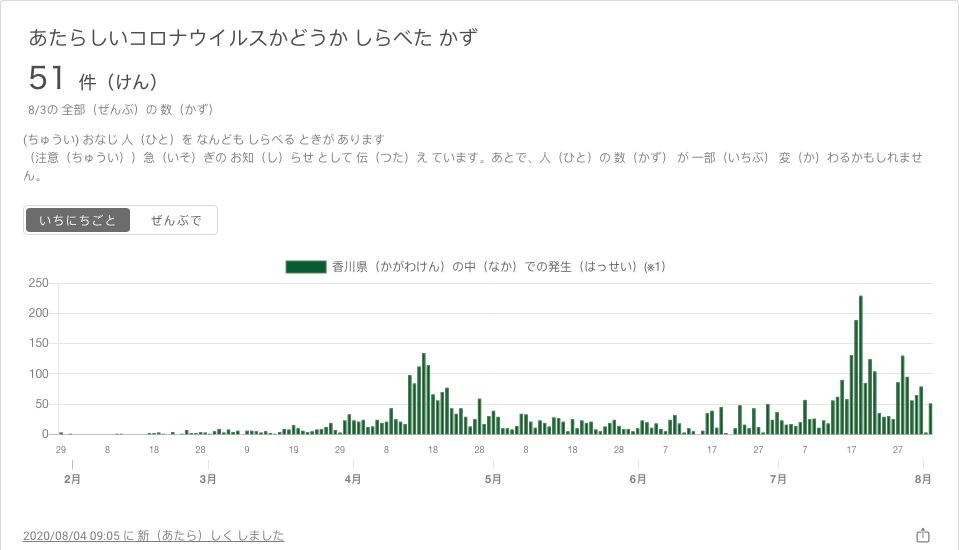 あたらしいコロナウイルスかどうか しらべた かず
51 件（けん）
8/3の 全部（ぜんぶ）の 数（かず）
(ちゅうい) おなじ 人（ひと）を なんども しらべる ときが あります
（注意（ちゅうい））急（いそ）ぎの お知（し）らせ として 伝（つた）え ています。あとで、人（ひと）の 数（かず） が 一部（いちぶ） 変（か）わるかもしれませ
ん。
いちにちごと ぜんぶで
香川県（かがわけん）の中（なか）での発生（はっせい）(※1)
250
200
150
100
50
0
29 8 18 28 9 19 29 8 18 28 8 18 28 7 17 27 7 17 27
2月 3月 4月 5月 6月 7月 8月
2020/08/04 09:05 に 新（あたら）しく しました